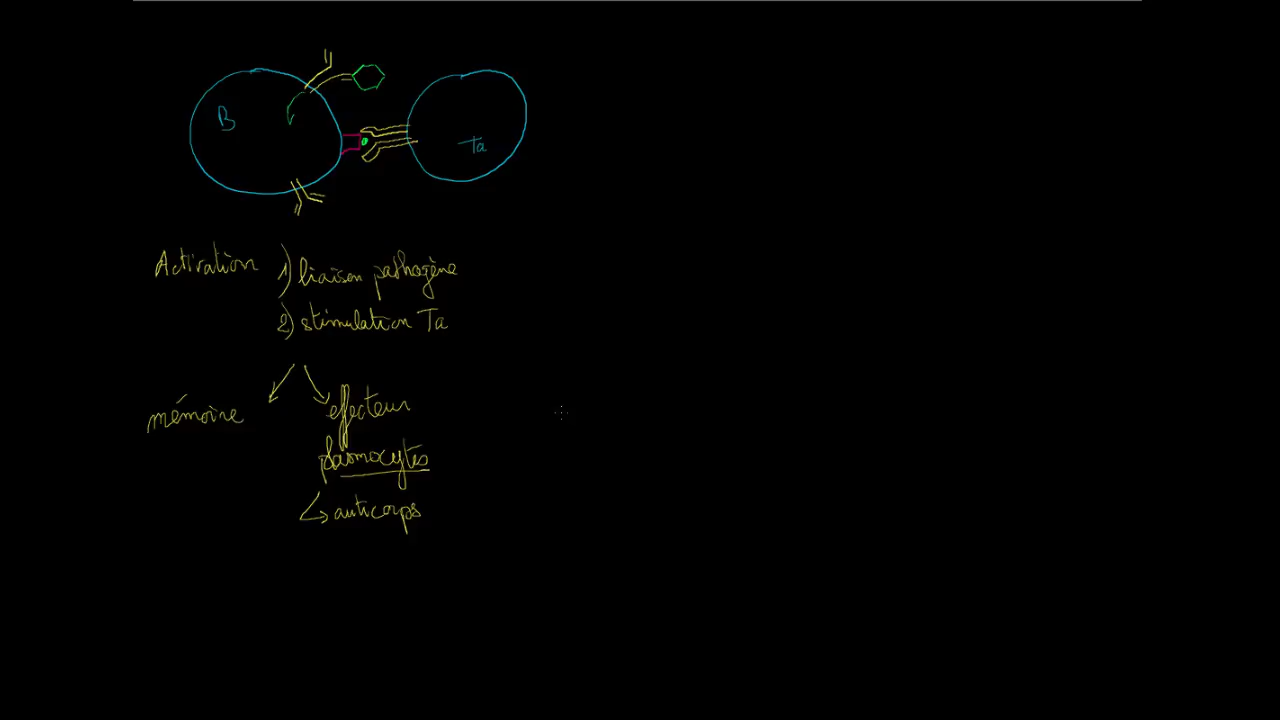 B
Ta
Activation 1) liaison pathogène
2) stimulation Ta
mémoire effecteur
plasmocytes
anticorps